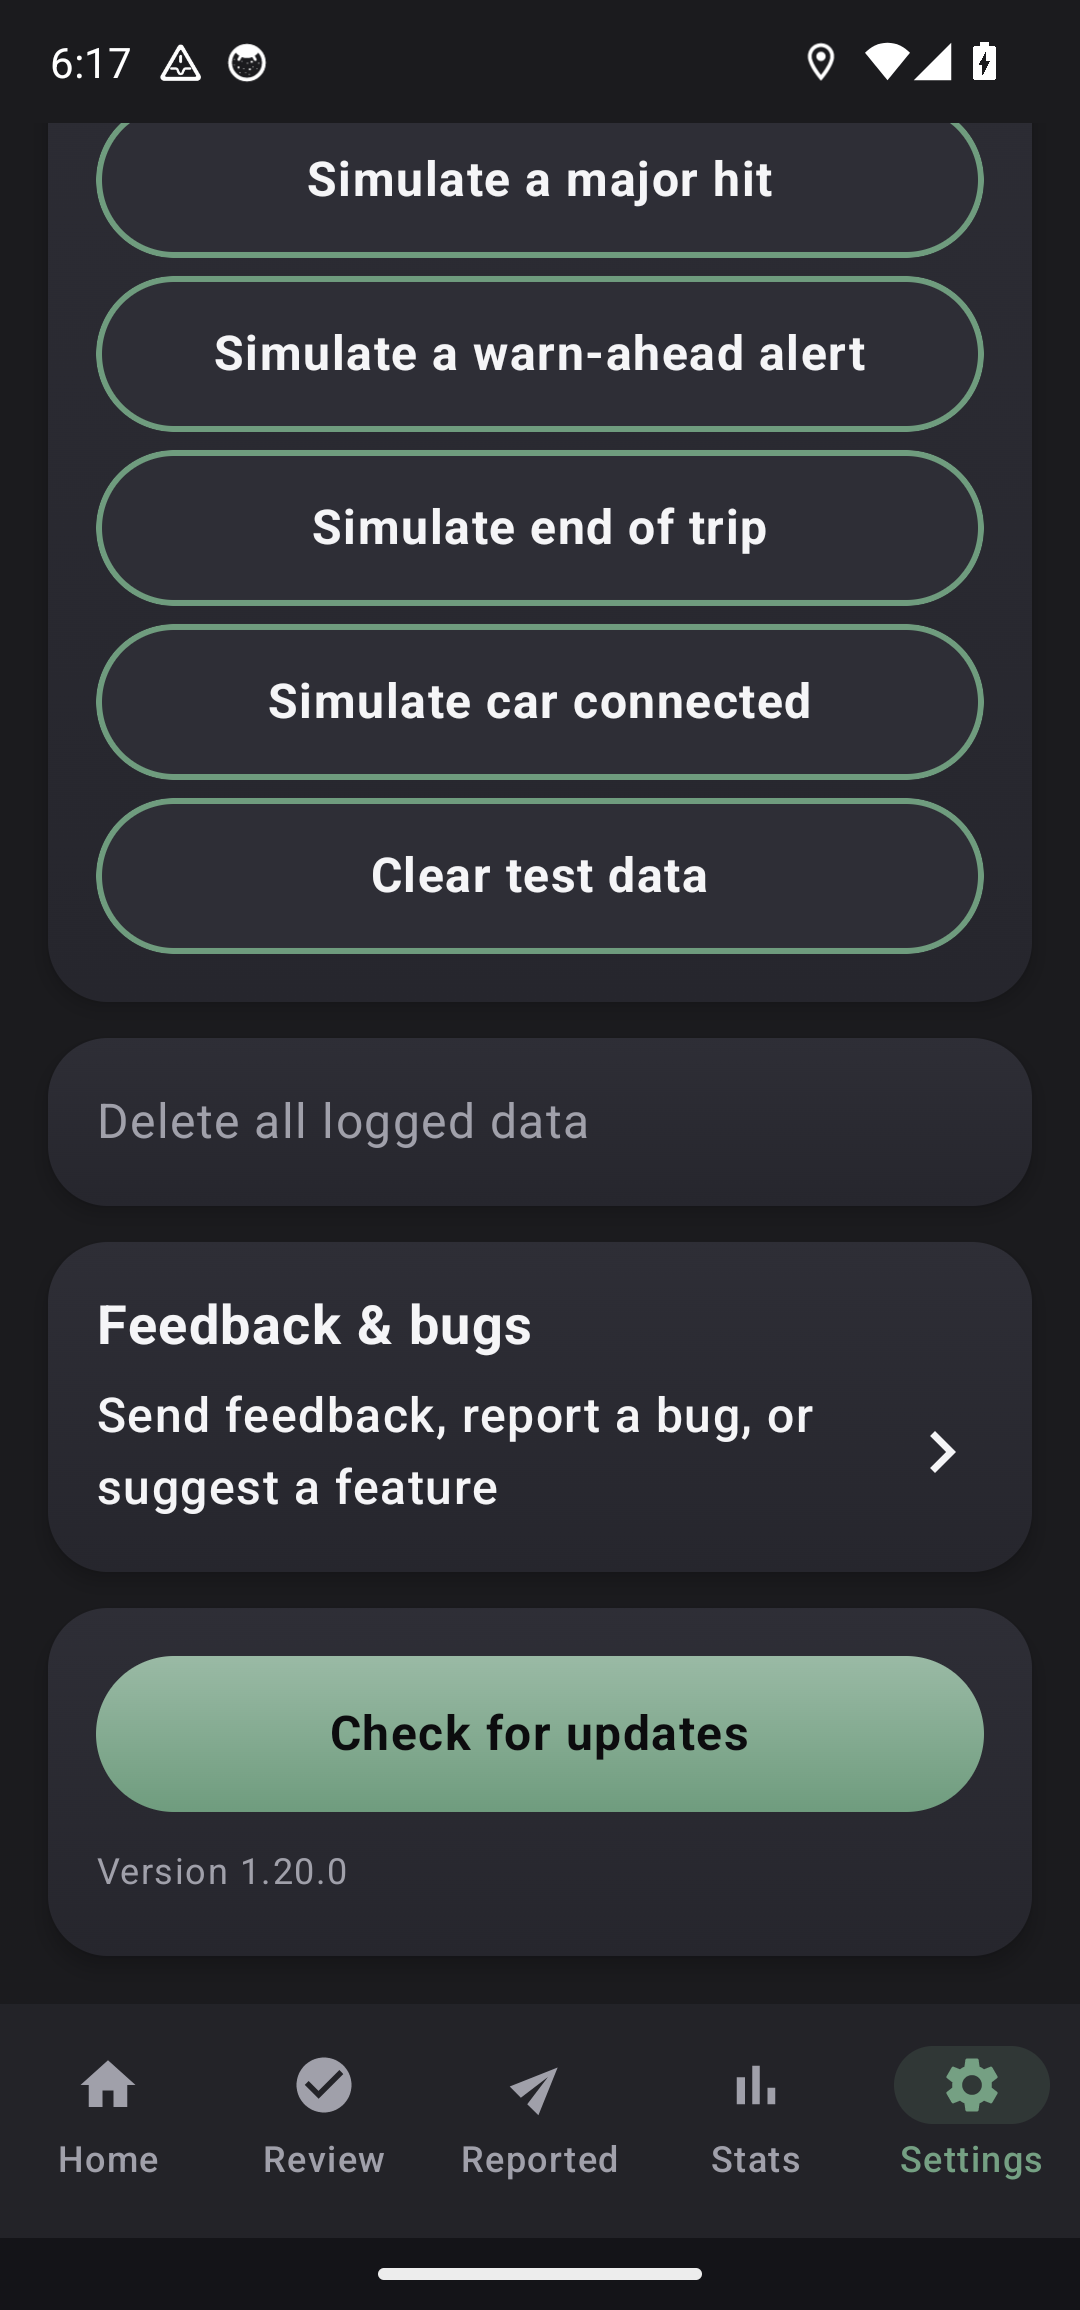 6:17
Simulate a major hit
Simulate a warn-ahead alert
Simulate end of trip
Simulate car connected
Clear test data
Delete all logged data
Feedback & bugs
Send feedback, report a bug, or
suggest a feature
Check for updates
Version 1.20.0
Home
Review
Reported
Stats
Settings